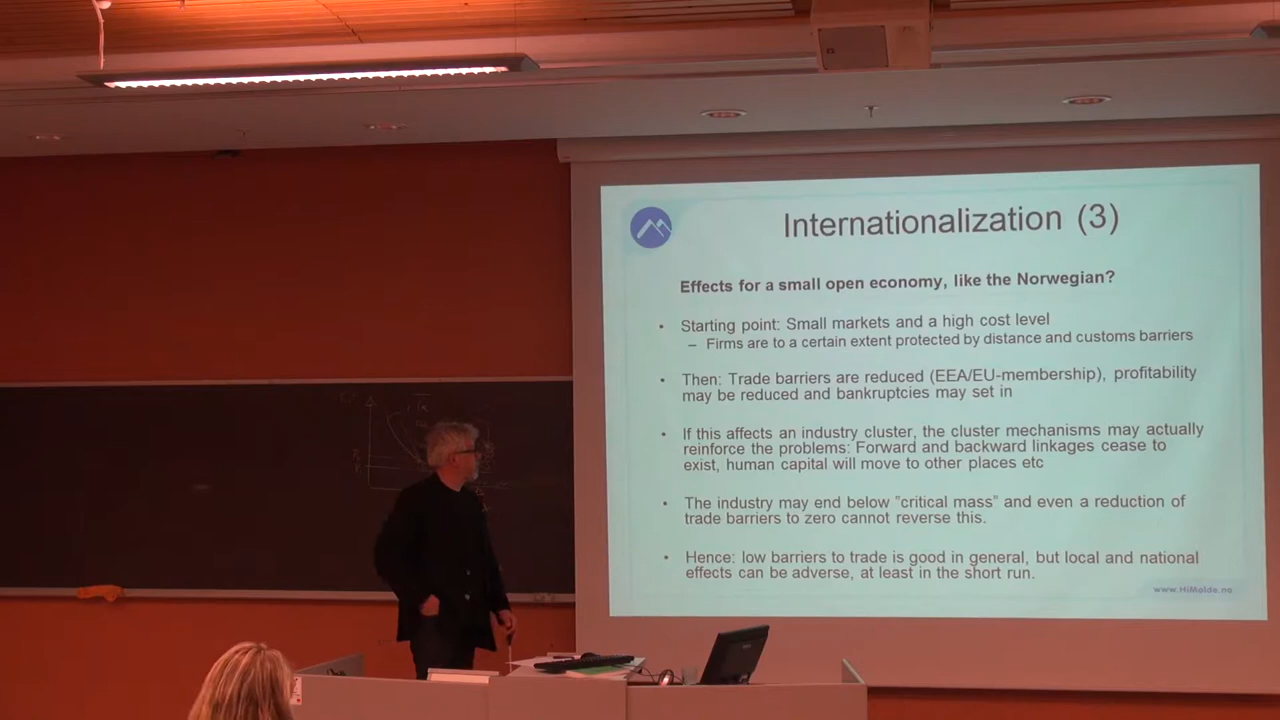 Internationalization (3)
Effects for a small open economy, like the Norwegian?
• Starting point: Small markets and a high cost level
– Firms are to a certain extent protected by distance and customs barriers
• Then: Trade barriers are reduced (EEA/EU-membership), profitability
may be reduced and bankruptcies may set in
• If this affects an industry cluster, the cluster mechanisms may actually
reinforce the problems: Forward and backward linkages cease to
exist, human capital will move to other places etc
• The industry may end below "critical mass" and even a reduction of
trade barriers to zero cannot reverse this.
• Hence: low barriers to trade is good in general, but local and national
effects can be adverse, at least in the short run.
www.HiMolde.no